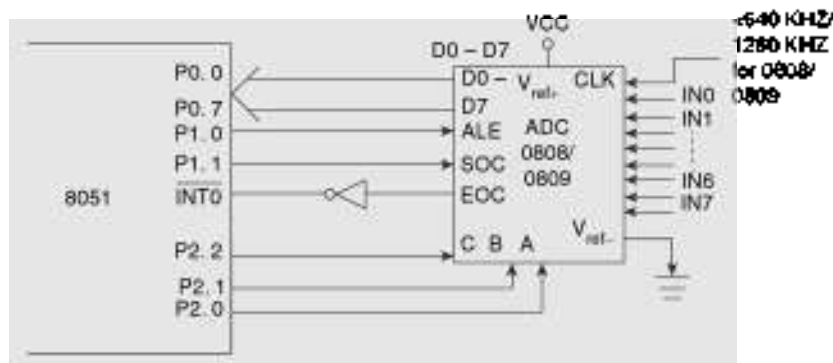 VCC
≤640 KHZ/
1280 KHZ
for 0808/
0809
D0 – D7
P0. 0
D0 –
Vref+
CLK
P0. 7
D7
IN0
P1. 0
ALE
ADC
IN1
P1. 1
SOC
0808/
0809
8051
INT0
EOC
IN6
IN7
P2. 2
C B A
Vref–
P2. 1
P2. 0